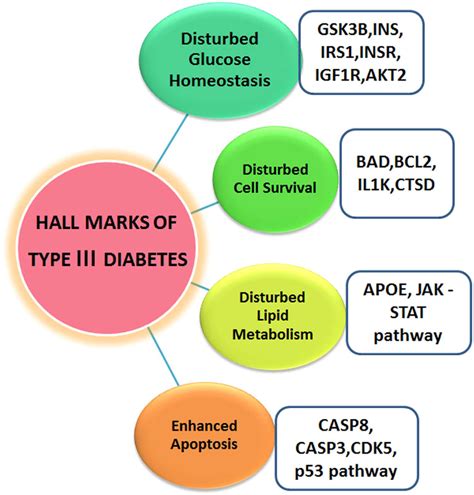 HALL MARKS OF
TYPE III DIABETES
Disturbed
Glucose
Homeostasis
GSK3B,INS,
IRS1,INSR,
IGF1R,AKT2
Disturbed
Cell Survival
BAD,BCL2,
IL1K,CTSD
Disturbed
Lipid
Metabolism
APOE, JAK -
STAT
pathway
Enhanced
Apoptosis
CASP8,
CASP3,CDK5,
p53 pathway